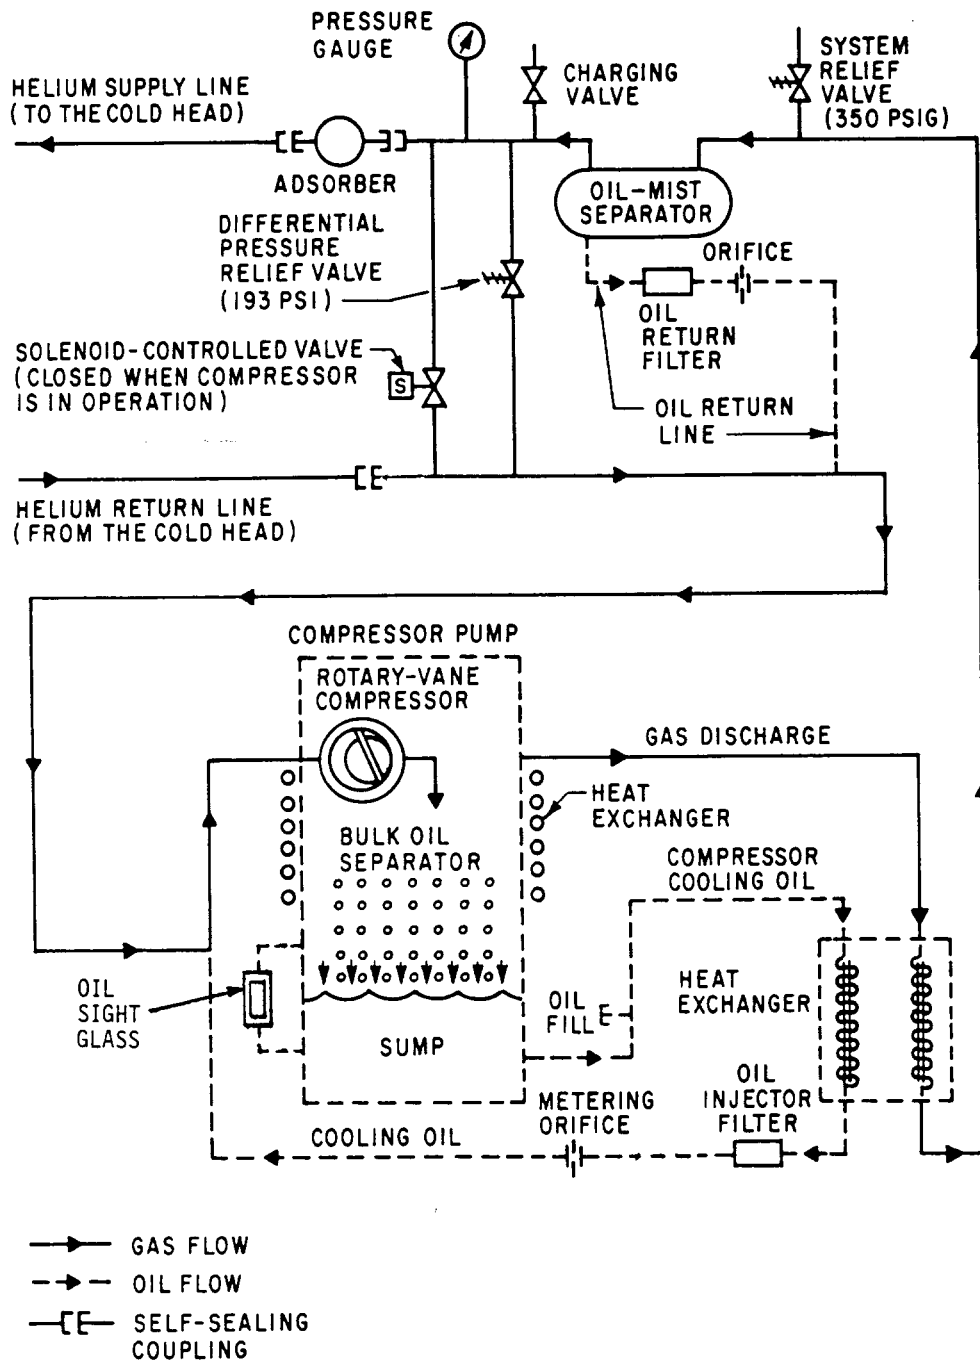 PRESSURE
GAUGE
HELIUM SUPPLY LINE
(TO THE COLD HEAD)
CHARGING
VALVE
SYSTEM
RELIEF
VALVE
(350 PSIG)
ADSORBER
OIL-MIST
SEPARATOR
DIFFERENTIAL
PRESSURE
RELIEF VALVE
(193 PSI)
ORIFICE
OIL
RETURN
FILTER
SOLENOID-CONTROLLED VALVE
(CLOSED WHEN COMPRESSOR
IS IN OPERATION)
S
OIL RETURN
LINE
HELIUM RETURN LINE
(FROM THE COLD HEAD)
COMPRESSOR PUMP
ROTARY-VANE
COMPRESSOR
GAS DISCHARGE
HEAT
EXCHANGER
BULK OIL
SEPARATOR
COMPRESSOR
COOLING OIL
OIL
SIGHT
GLASS
OIL
FILL
HEAT
EXCHANGER
SUMP
METERING
ORIFICE
OIL
INJECTOR
FILTER
COOLING OIL
GAS FLOW
OIL FLOW
SELF-SEALING
COUPLING